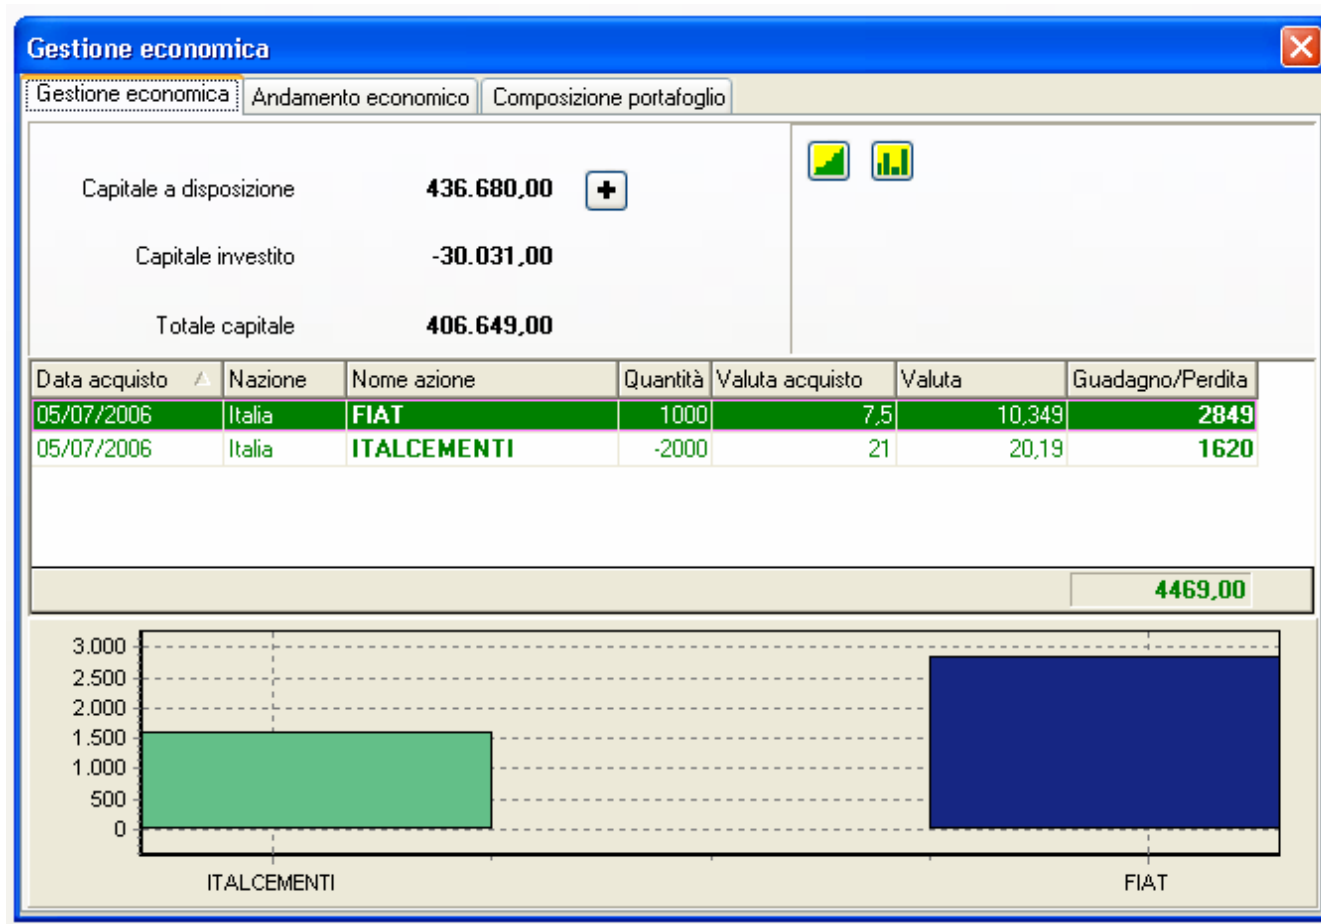 Gestione economica
Gestione economica Andamento economico Composizione portafoglio
Capitale a disposizione 436.680,00
Capitale investito -30.031,00
Totale capitale 406.649,00
Data acquisto Nazione Nome azione Quantità Valuta acquisto Valuta Guadagno/Perdita
05/07/2006 Italia FIAT 1000 7,5 10,349 2849
05/07/2006 Italia ITALCEMENTI -2000 21 20,19 1620
4469,00
3.000
2.500
2.000
1.500
1.000
500
0
ITALCEMENTI FIAT